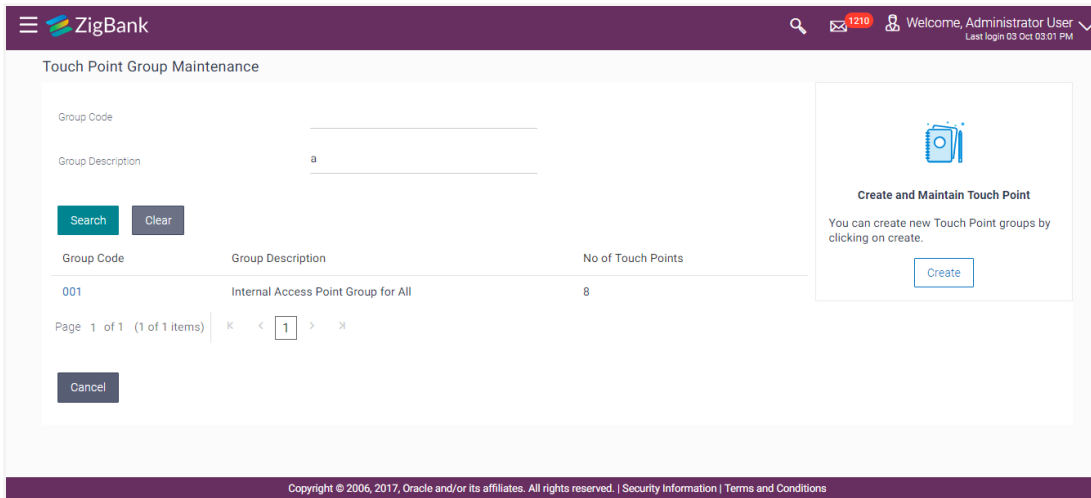 ZigBank
1210
Welcome, Administrator User
Last login 03 Oct 03:01 PM
Touch Point Group Maintenance
Group Code
Group Description a
Search Clear
Group Code Group Description No of Touch Points
001 Internal Access Point Group for All 8
Page 1 of 1 (1 of 1 items) 1
Cancel
Create and Maintain Touch Point
You can create new Touch Point groups by
clicking on create.
Create
Copyright © 2006, 2017, Oracle and/or its affiliates. All rights reserved. | Security Information | Terms and Conditions